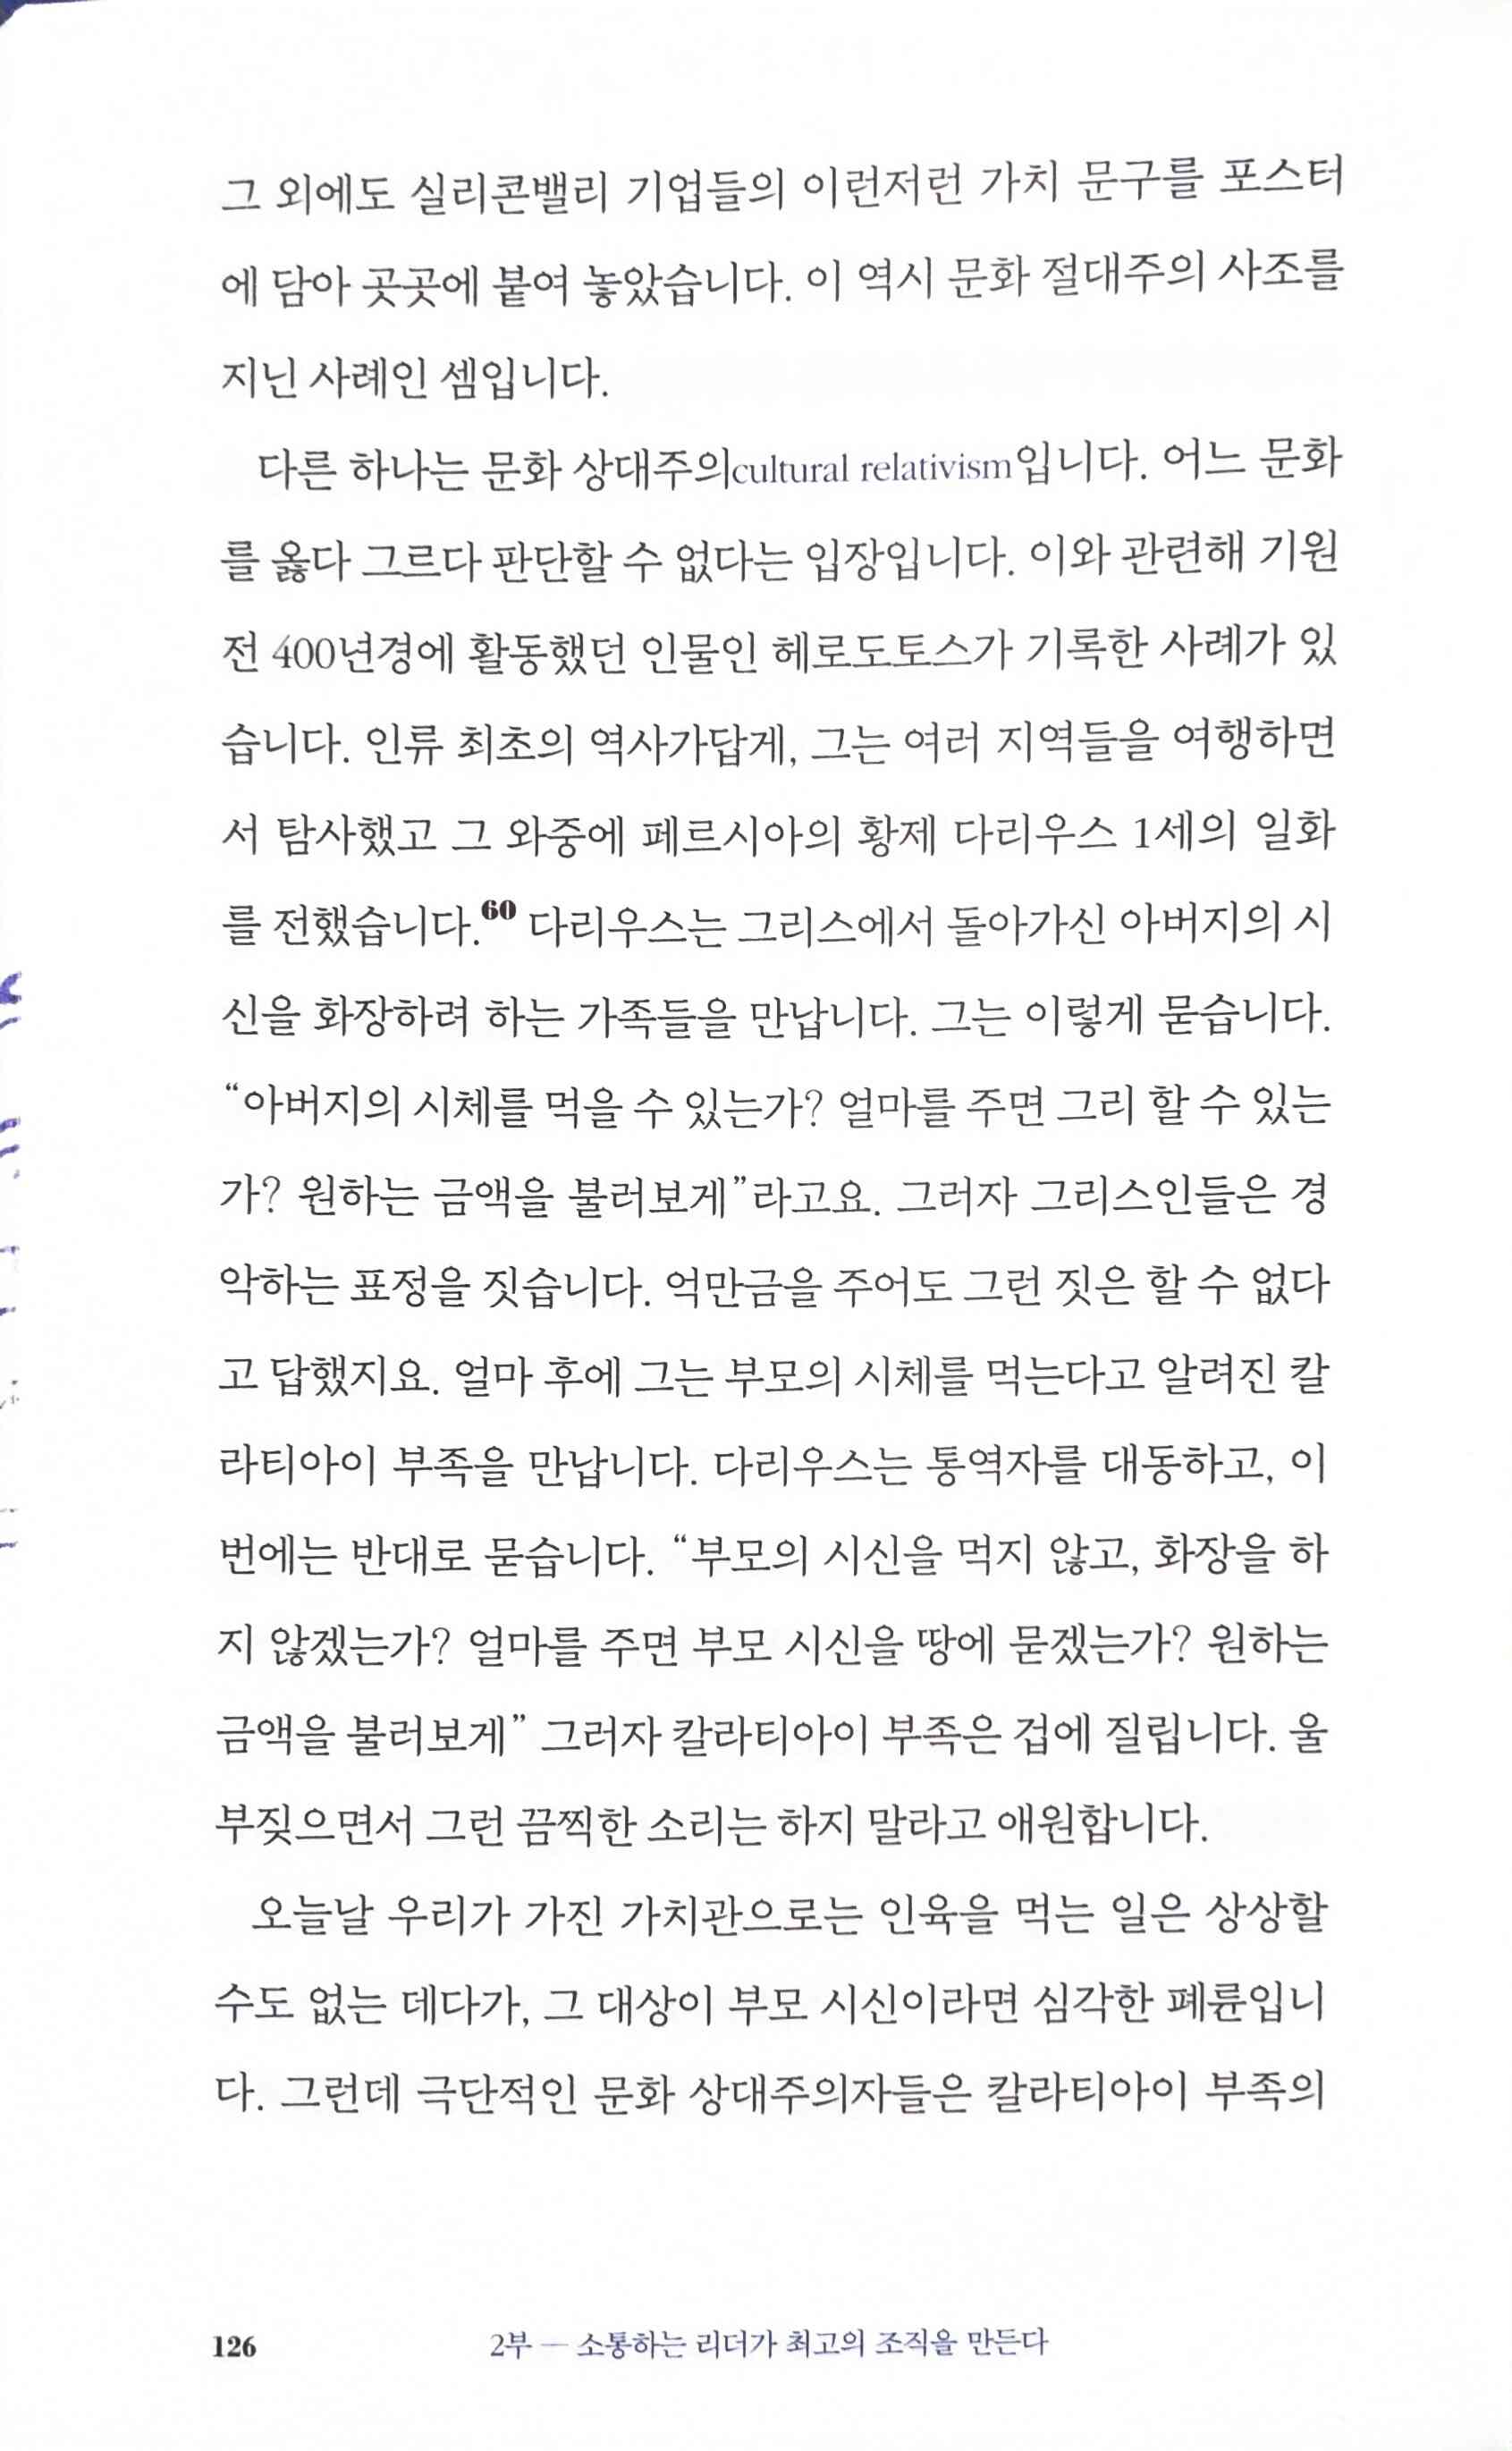 그 외에도 실리콘밸리 기업들의 이런저런 가치 문구를 포스터
에 담아 곳곳에 붙여 놓았습니다. 이 역시 문화 절대주의 사조를
지닌 사례인 셈입니다.
다른 하나는 문화 상대주의cultural relativism입니다. 어느 문화
를 옳다 그르다 판단할 수 없다는 입장입니다. 이와 관련해 기원
전 400년경에 활동했던 인물인 헤로도토스가 기록한 사례가 있
습니다. 인류 최초의 역사가답게, 그는 여러 지역들을 여행하면
서 탐사했고 그 와중에 페르시아의 황제 다리우스 1세의 일화
를 전했습니다.60 다리우스는 그리스에서 돌아가신 아버지의 시
신을 화장하려 하는 가족들을 만납니다. 그는 이렇게 묻습니다.
“아버지의 시체를 먹을 수 있는가? 얼마를 주면 그리 할 수 있는
가? 원하는 금액을 불러보게”라고요. 그러자 그리스인들은 경
악하는 표정을 짓습니다. 억만금을 주어도 그런 짓은 할 수 없다
고 답했지요. 얼마 후에 그는 부모의 시체를 먹는다고 알려진 칼
라티아이 부족을 만납니다. 다리우스는 통역자를 대동하고, 이
번에는 반대로 묻습니다. “부모의 시신을 먹지 않고, 화장을 하
지 않겠는가? 얼마를 주면 부모 시신을 땅에 묻겠는가? 원하는
금액을 불러보게” 그러자 칼라티아이 부족은 겁에 질립니다. 울
부짖으면서 그런 끔찍한 소리는 하지 말라고 애원합니다.
오늘날 우리가 가진 가치관으로는 인육을 먹는 일은 상상할
수도 없는 데다가, 그 대상이 부모 시신이라면 심각한 폐륜입니
다. 그런데 극단적인 문화 상대주의자들은 칼라티아이 부족의
126 2부 — 소통하는 리더가 최고의 조직을 만든다